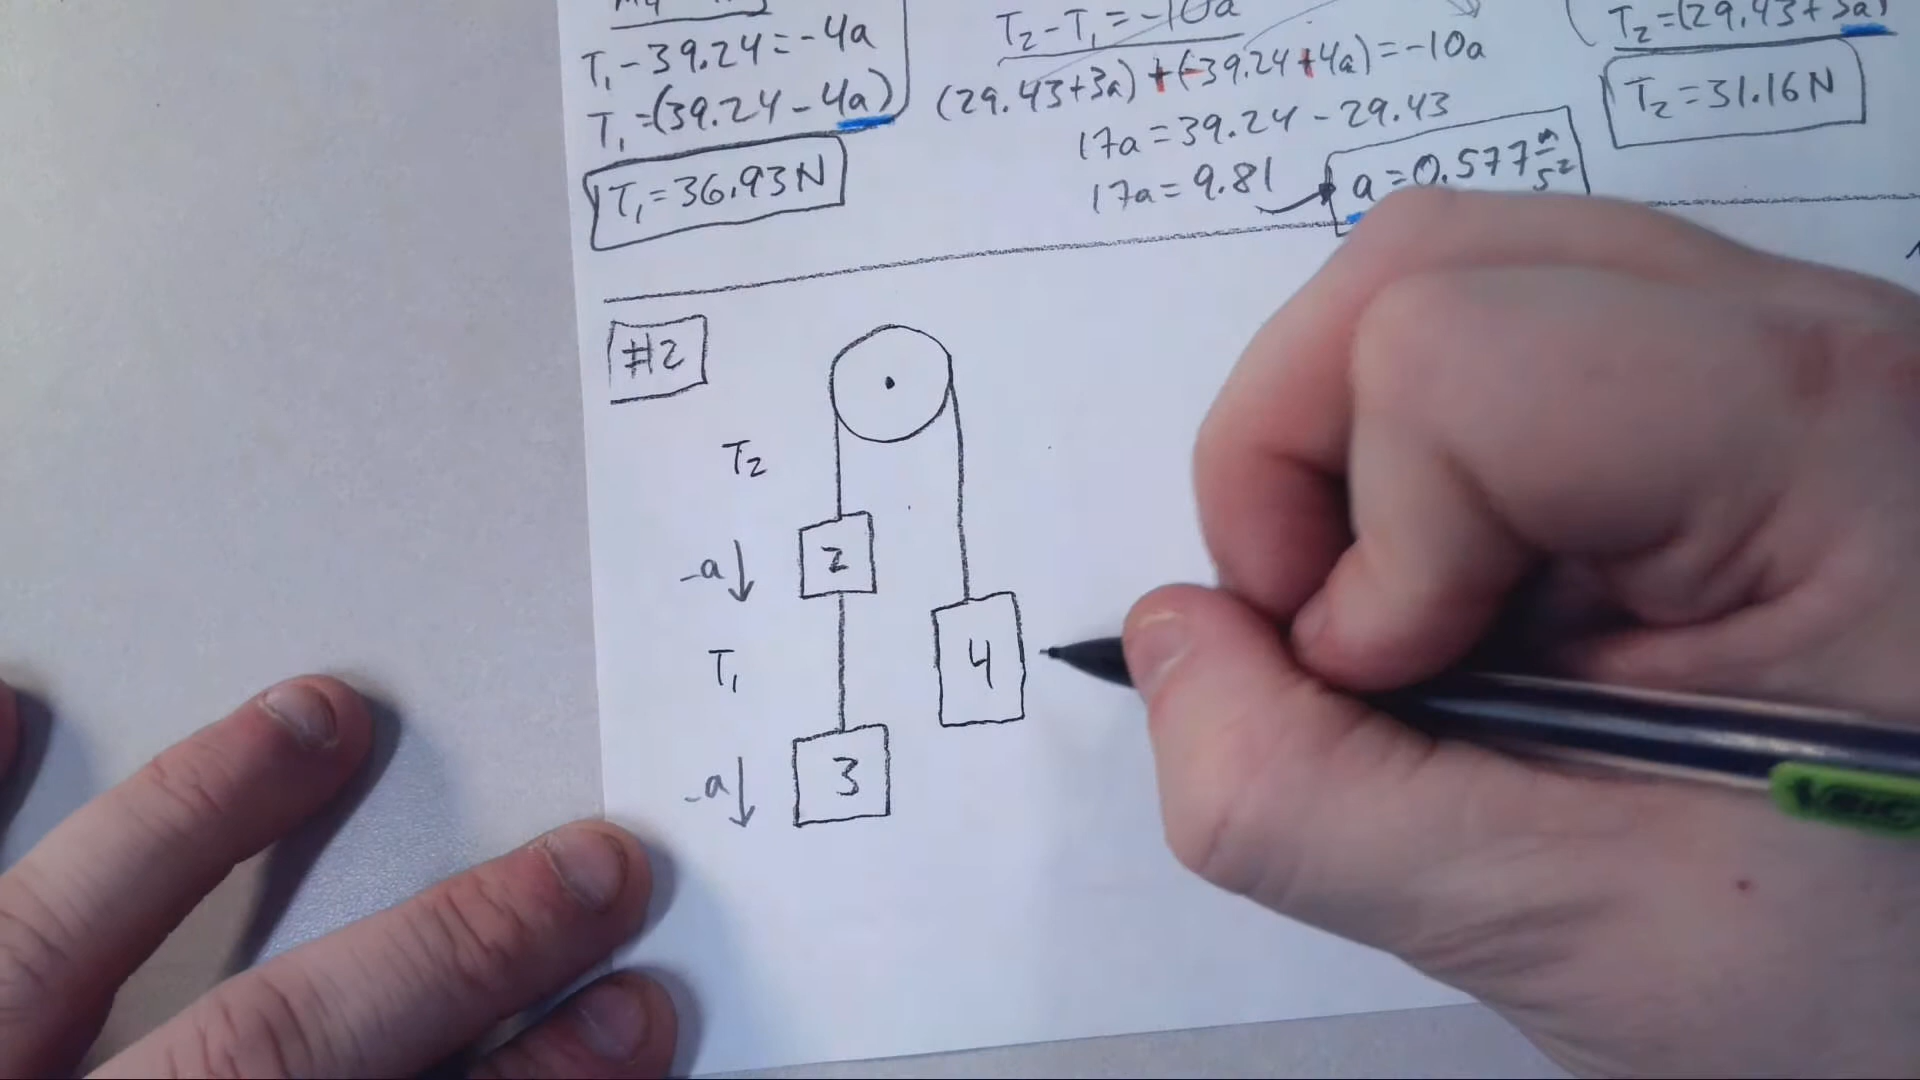 T₁-39.24=-4a
T₁=(39.24-4a)
T₁=36.93N
T₂-T₁=-10a
(29.43+3a)+(-39.24+4a)=-10a
17a=39.24-29.43
17a=9.81
a=0.577 m/s²
T₂=(29.43+3a)
T₂=31.16N
#2
T₂
-a
2
T₁
4
-a
3